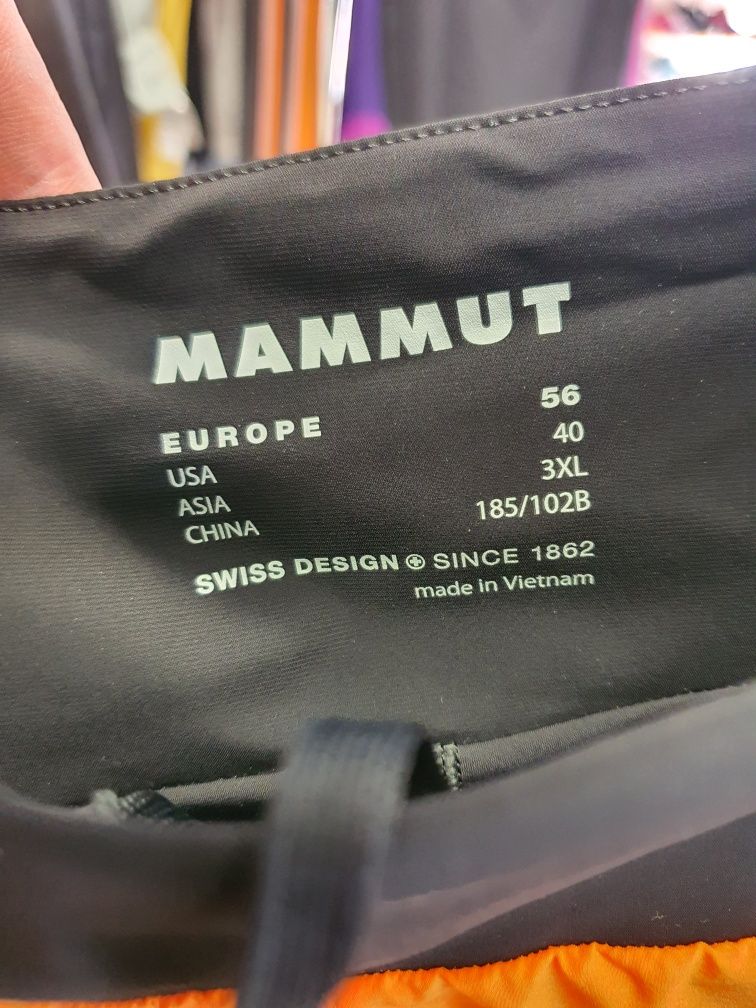 MAMMUT
EUROPE 56
USA 40
ASIA 3XL
CHINA 185/102B
SWISS DESIGN SINCE 1862
made in Vietnam